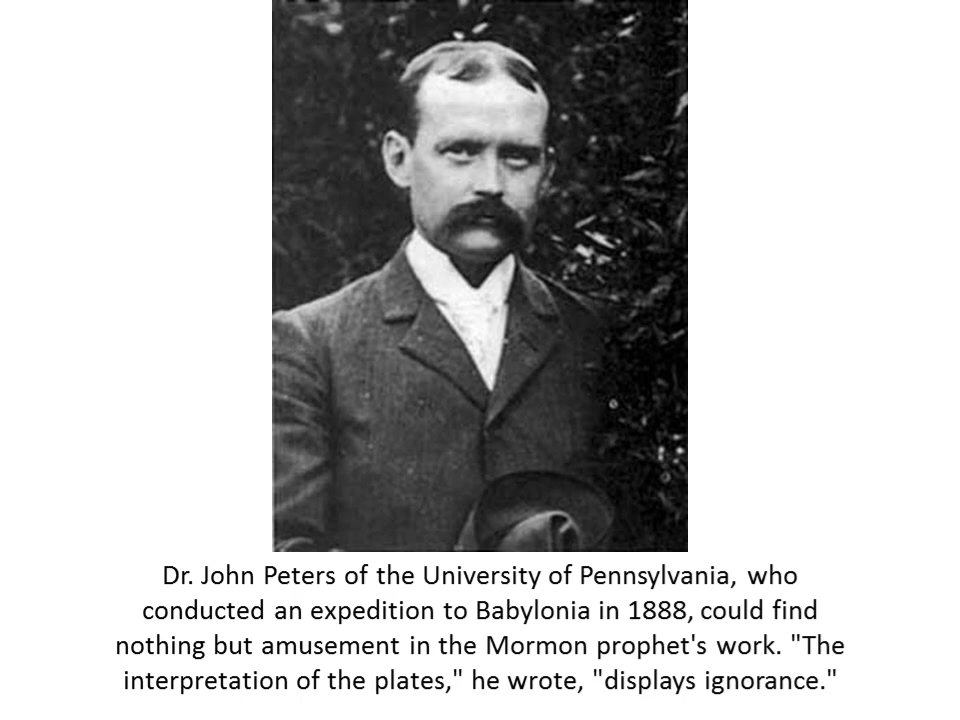 Dr. John Peters of the University of Pennsylvania, who
conducted an expedition to Babylonia in 1888, could find
nothing but amusement in the Mormon prophet's work. "The
interpretation of the plates," he wrote, "displays ignorance."